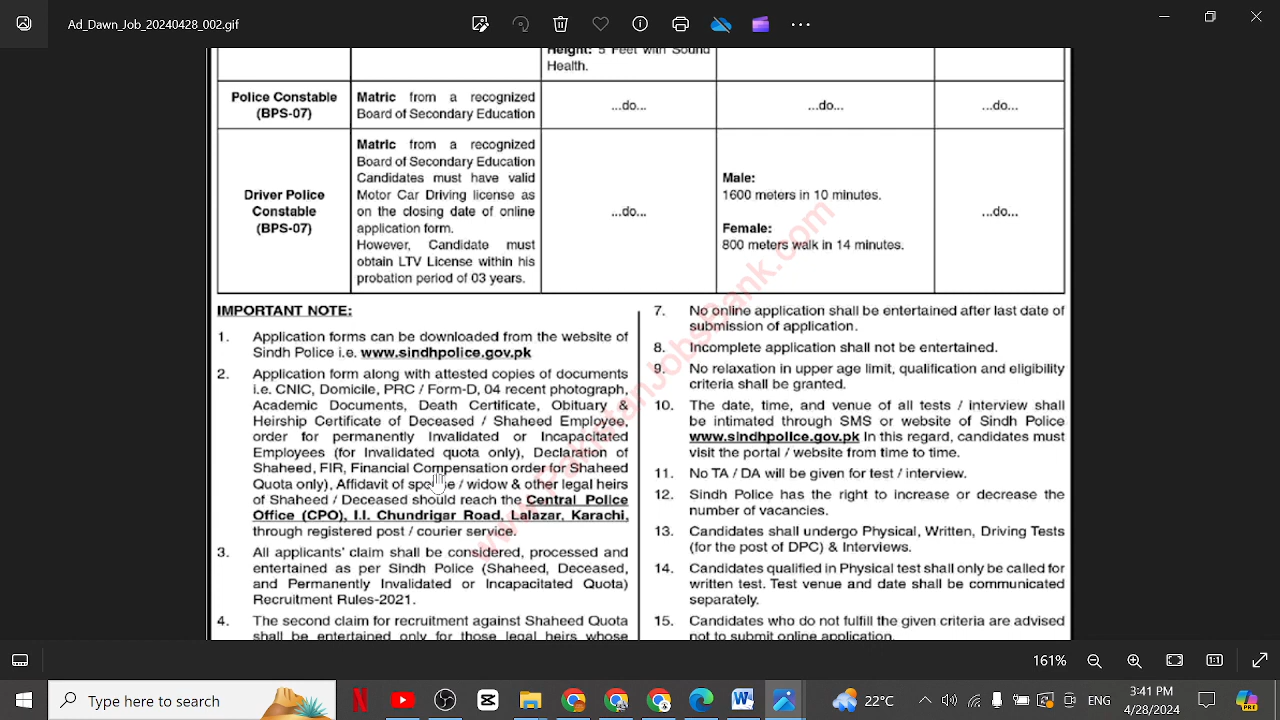 Ad_Dawn_Job_20240428_002.gif
Height: 5 Feet with Sound
Health.
Police Constable
(BPS-07)
Matric from a recognized
Board of Secondary Education
...do...
...do...
...do...
Driver Police
Constable
(BPS-07)
Matric from a recognized
Board of Secondary Education
Candidates must have valid
Motor Car Driving license as
on the closing date of online
application form.
However, Candidate must
obtain LTV License within his
probation period of 03 years.
...do...
Male:
1600 meters in 10 minutes.
Female:
800 meters walk in 14 minutes.
...do...
IMPORTANT NOTE:
1. Application forms can be downloaded from the website of
Sindh Police i.e. www.sindhpolice.gov.pk
2. Application form along with attested copies of documents
i.e. CNIC, Domicile, PRC / Form-D, 04 recent photograph,
Academic Documents, Death Certificate, Obituary &
Heirship Certificate of Deceased / Shaheed Employee,
order for permanently Invalidated or Incapacitated
Employees (for Invalidated quota only), Declaration of
Shaheed, FIR, Financial Compensation order for Shaheed
Quota only), Affidavit of spouse / widow & other legal heirs
of Shaheed / Deceased should reach the Central Police
Office (CPO), I.I. Chundrigar Road, Lalazar, Karachi,
through registered post / courier service.
3. All applicants' claim shall be considered, processed and
entertained as per Sindh Police (Shaheed, Deceased,
and Permanently Invalidated or Incapacitated Quota)
Recruitment Rules-2021.
4. The second claim for recruitment against Shaheed Quota
shall be entertained only for those legal heirs whose
7. No online application shall be entertained after last date of
submission of application.
8. Incomplete application shall not be entertained.
9. No relaxation in upper age limit, qualification and eligibility
criteria shall be granted.
10. The date, time, and venue of all tests / interview shall
be intimated through SMS or website of Sindh Police
www.sindhpolice.gov.pk In this regard, candidates must
visit the portal / website from time to time.
11. No TA / DA will be given for test / interview.
12. Sindh Police has the right to increase or decrease the
number of vacancies.
13. Candidates shall undergo Physical, Written, Driving Tests
(for the post of DPC) & Interviews.
14. Candidates qualified in Physical test shall only be called for
written test. Test venue and date shall be communicated
separately.
15. Candidates who do not fulfill the given criteria are advised
not to submit online application.
www.PakistanJobsBank.com
161%
Type here to search
22°C
ENG
3:41 PM
4/28/2024